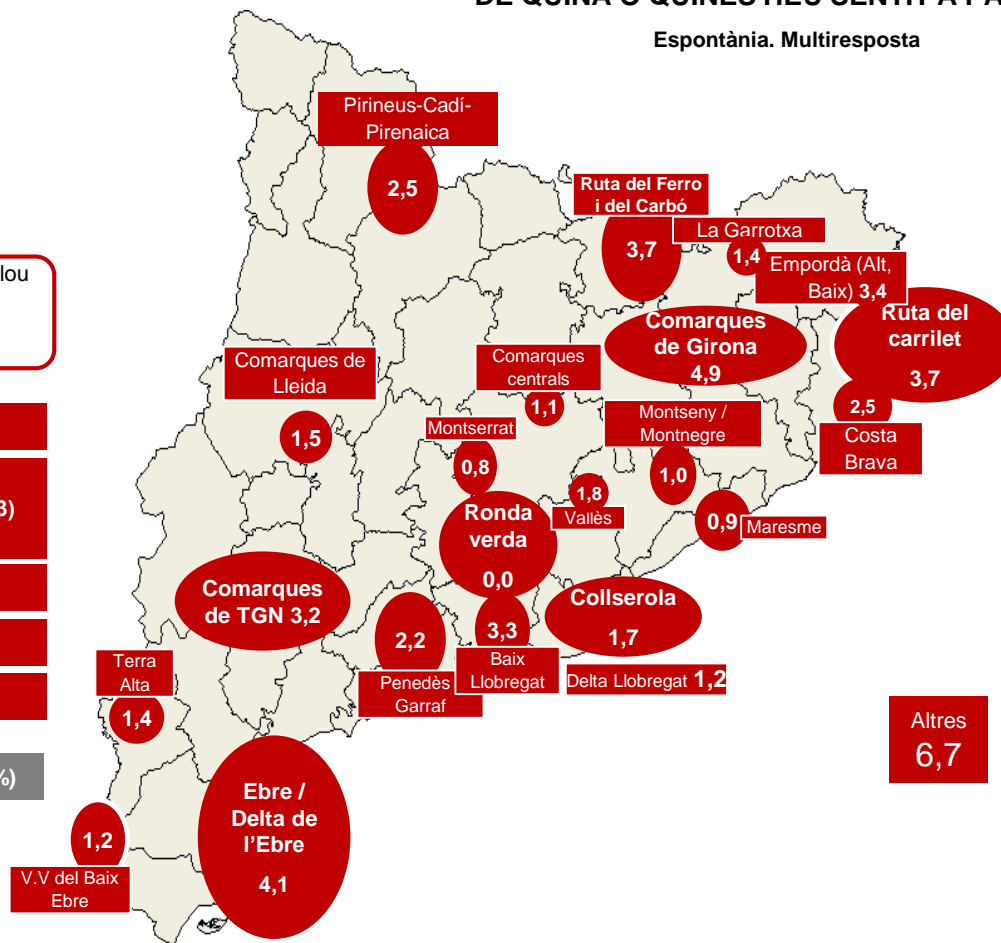 Espontània. Multiresposta
Pirineus-Cadí-
Pirenaica
2,5
Ruta del Ferro
i del Carbó
3,7
La Garrotxa
1,4
Empordà (Alt,
Baix) 3,4
Ruta del
carrilet
3,7
Comarques
de Girona
4,9
2,5
Costa
Brava
Comarques de
Lleida
1,5
Comarques
centrals
1,1
Montserrat
0,8
Montseny /
Montnegre
1,0
1,8
Vallès
0,9
Maresme
Ronda
verda
0,0
Comarques
de TGN 3,2
2,2
Penedès
Garraf
3,3
Baix
Llobregat
Collserola
1,7
Delta Llobregat 1,2
Terra
Alta
1,4
Altres
6,7
Ebre /
Delta de
l’Ebre
4,1
1,2
V.V del Baix
Ebre
lou
3)
%)